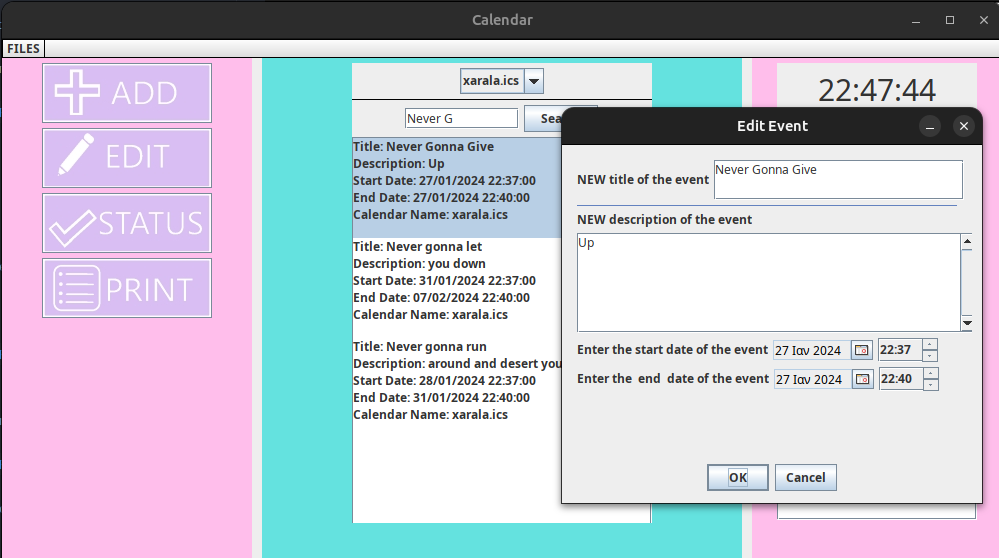 Calendar
FILES
ADD
EDIT
STATUS
PRINT
xarala.ics
Never G
Title: Never Gonna Give
Description: Up
Start Date: 27/01/2024 22:37:00
End Date: 27/01/2024 22:40:00
Calendar Name: xarala.ics
Title: Never gonna let
Description: you down
Start Date: 31/01/2024 22:37:00
End Date: 07/02/2024 22:40:00
Calendar Name: xarala.ics
Title: Never gonna run
Description: around and desert you
Start Date: 28/01/2024 22:37:00
End Date: 31/01/2024 22:40:00
Calendar Name: xarala.ics
22:47:44
Edit Event
NEW title of the event Never Gonna Give
NEW description of the event
Up
Enter the start date of the event 27 Ιαν 2024 22:37
Enter the end date of the event 27 Ιαν 2024 22:40
OK Cancel